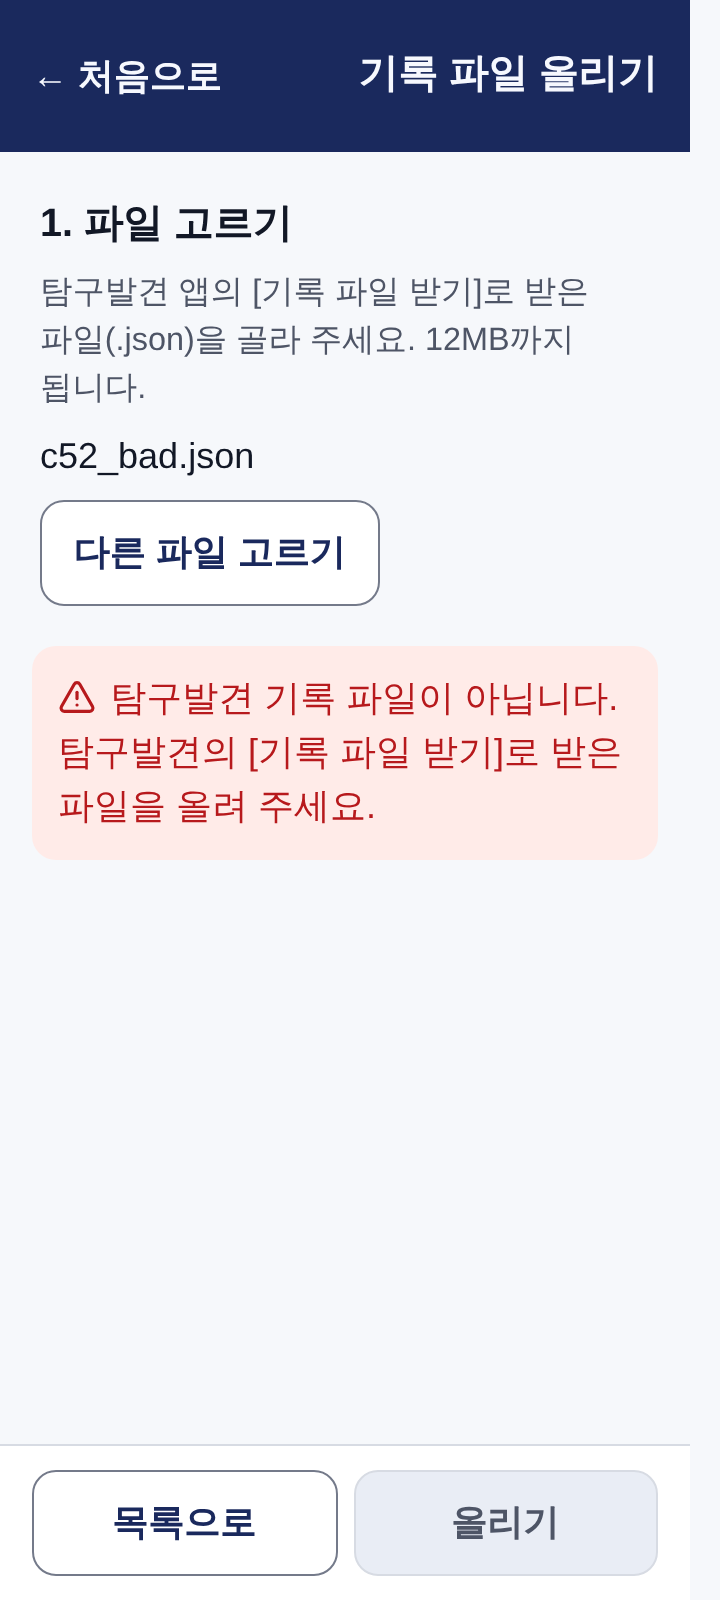 ← 처음으로
기록 파일 올리기
1. 파일 고르기
탐구발견 앱의 [기록 파일 받기]로 받은
파일(.json)을 골라 주세요. 12MB까지
됩니다.
c52_bad.json
다른 파일 고르기
탐구발견 기록 파일이 아닙니다.
탐구발견의 [기록 파일 받기]로 받은
파일을 올려 주세요.
목록으로
올리기